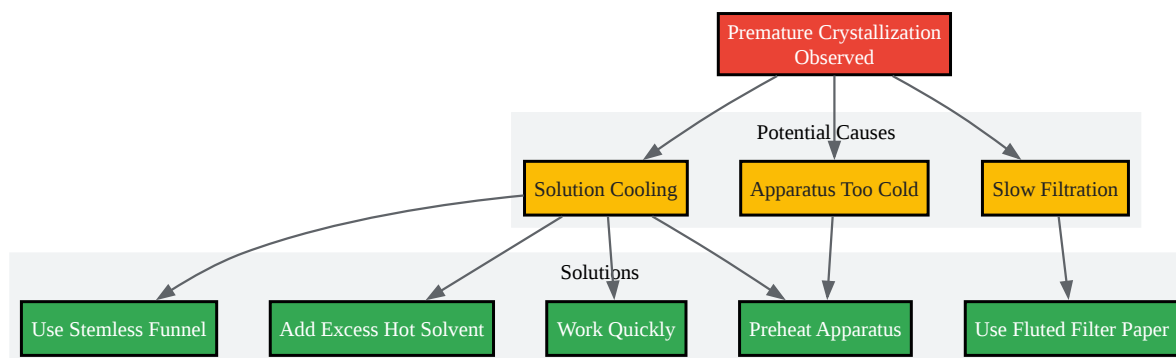 Premature Crystallization
Observed
Potential Causes
Solution Cooling
Apparatus Too Cold
Slow Filtration
Solutions
Use Stemless Funnel
Add Excess Hot Solvent
Work Quickly
Preheat Apparatus
Use Fluted Filter Paper